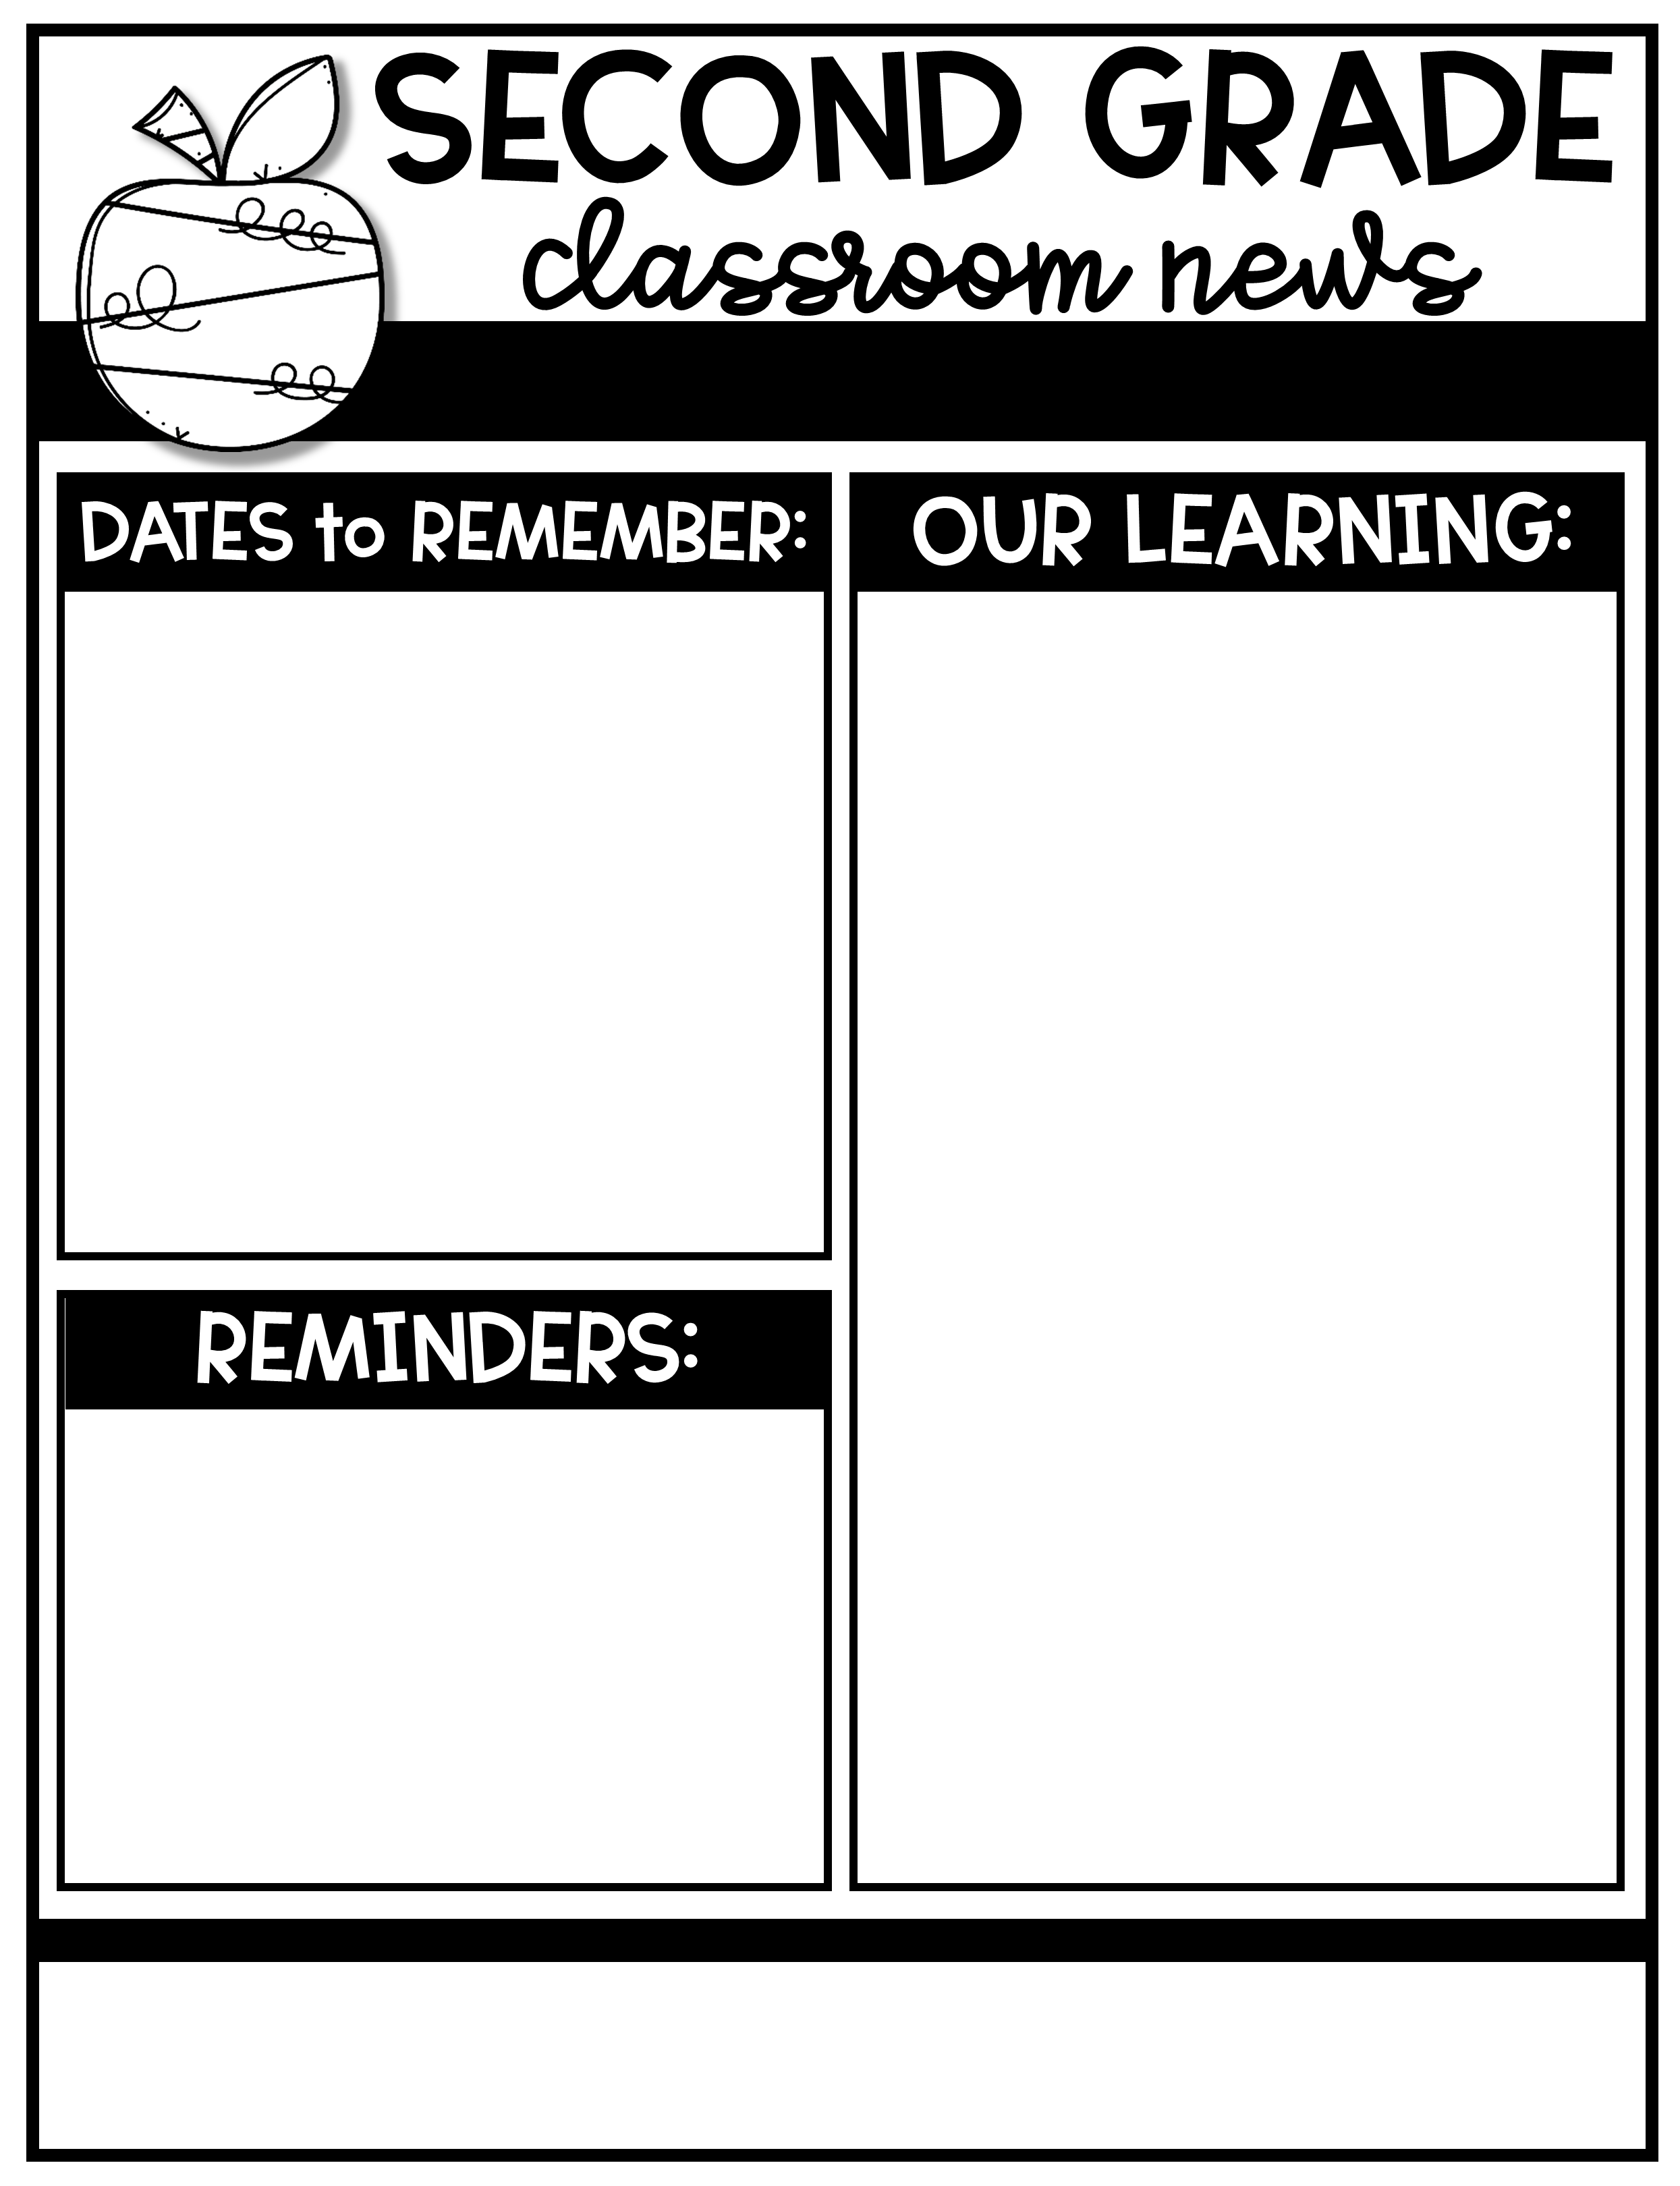 SECOND GRADE
classroom news
DATES to REMEMBER:
OUR LEARNING:
REMINDERS: